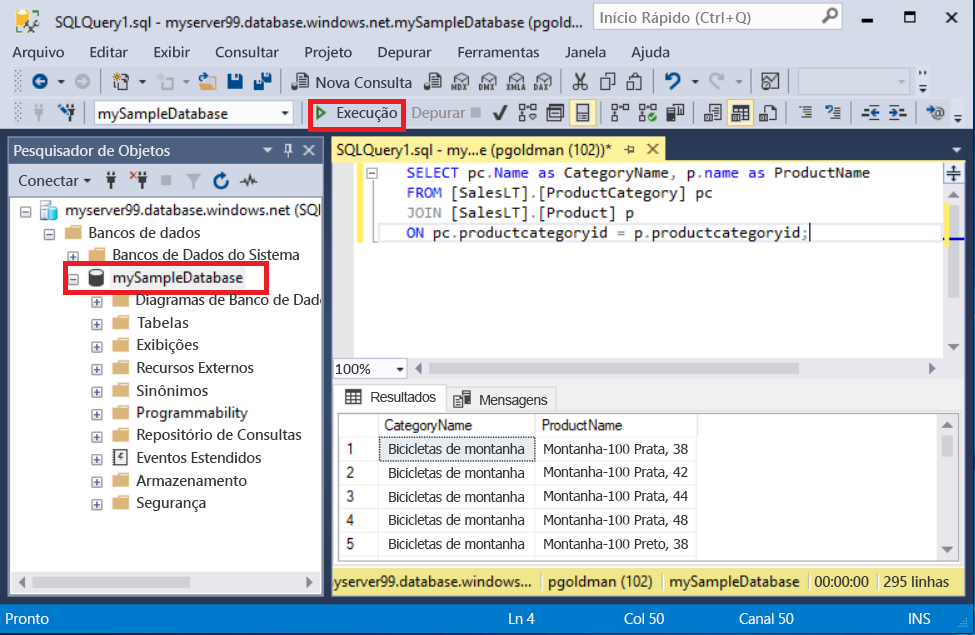 SQLQuery1.sql - myserver99.database.windows.net.mySampleDatabase (pgold...
Início Rápido (Ctrl+Q)
Arquivo Editar Exibir Consultar Projeto Depurar Ferramentas Janela Ajuda
Nova Consulta MDX DMX XMLA DAX
mySampleDatabase Execução Depurar
Pesquisador de Objetos
Conectar
myserver99.database.windows.net (SQl
Bancos de dados
Bancos de Dados do Sistema
mySampleDatabase
Diagramas de Banco de Dado
Tabelas
Exibições
Recursos Externos
Sinônimos
Programmability
Repositório de Consultas
Eventos Estendidos
Armazenamento
Segurança
SQLQuery1.sql - my...e (pgoldman (102))*
SELECT pc.Name as CategoryName, p.name as ProductName
FROM [SalesLT].[ProductCategory] pc
JOIN [SalesLT].[Product] p
ON pc.productcategoryid = p.productcategoryid;
100%
Resultados Mensagens
CategoryName ProductName
1 Bicicletas de montanha Montanha-100 Prata, 38
2 Bicicletas de montanha Montanha-100 Prata, 42
3 Bicicletas de montanha Montanha-100 Prata, 44
4 Bicicletas de montanha Montanha-100 Prata, 48
5 Bicicletas de montanha Montanha-100 Preto, 38
yserver99.database.windows... pgoldman (102) mySampleDatabase 00:00:00 295 linhas
Pronto Ln 4 Col 50 Canal 50 INS